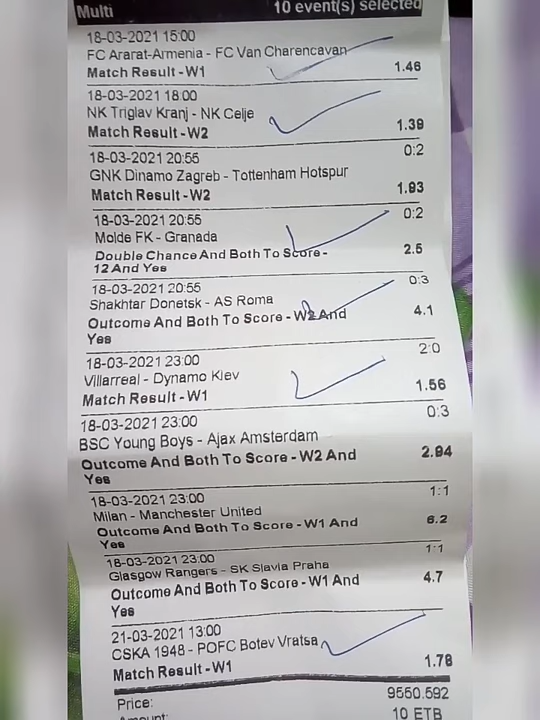 Multi 10 event(s) selected
18-03-2021 15:00
FC Ararat-Armenia - FC Van Charencavan
Match Result - W1 1.46
18-03-2021 18:00
NK Triglav Kranj - NK Celje
Match Result - W2 1.39
18-03-2021 20:55 0:2
GNK Dinamo Zagreb - Tottenham Hotspur
Match Result - W2 1.93
18-03-2021 20:55 0:2
Molde FK - Granada
Double Chance And Both To Score - 2.5
12 And Yes
18-03-2021 20:55 0:3
Shakhtar Donetsk - AS Roma
Outcome And Both To Score - W2 And 4.1
Yes
18-03-2021 23:00 2:0
Villarreal - Dynamo Kiev
Match Result - W1 1.56
18-03-2021 23:00 0:3
BSC Young Boys - Ajax Amsterdam
Outcome And Both To Score - W2 And 2.94
Yes
18-03-2021 23:00 1:1
Milan - Manchester United
Outcome And Both To Score - W1 And 6.2
Yes
18-03-2021 23:00 1:1
Glasgow Rangers - SK Slavia Praha
Outcome And Both To Score - W1 And 4.7
Yes
21-03-2021 13:00
CSKA 1948 - POFC Botev Vratsa
Match Result - W1 1.78
Price: 9550.592
Amount: 10 ETB